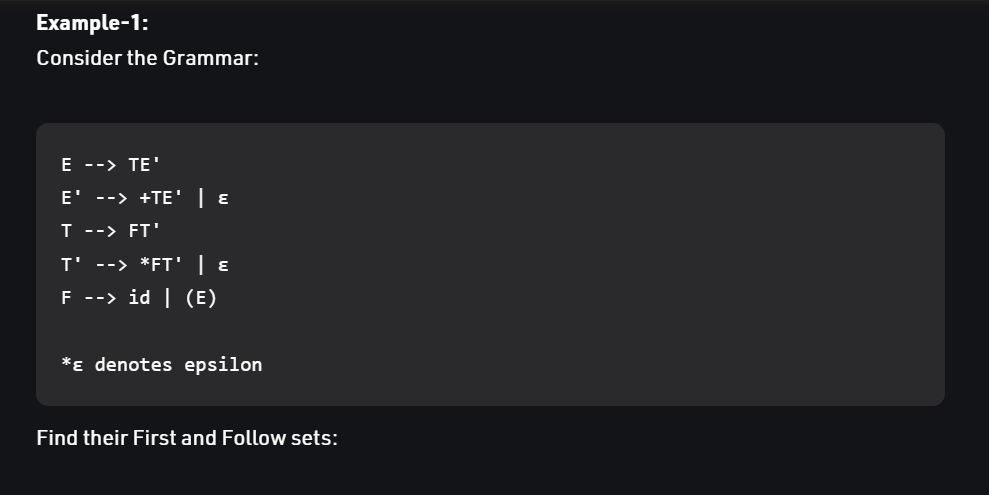 Example-1:
Consider the Grammar:
E --> TE'
E' --> +TE' | ε
T --> FT'
T' --> *FT' | ε
F --> id | (E)
*ε denotes epsilon
Find their First and Follow sets: